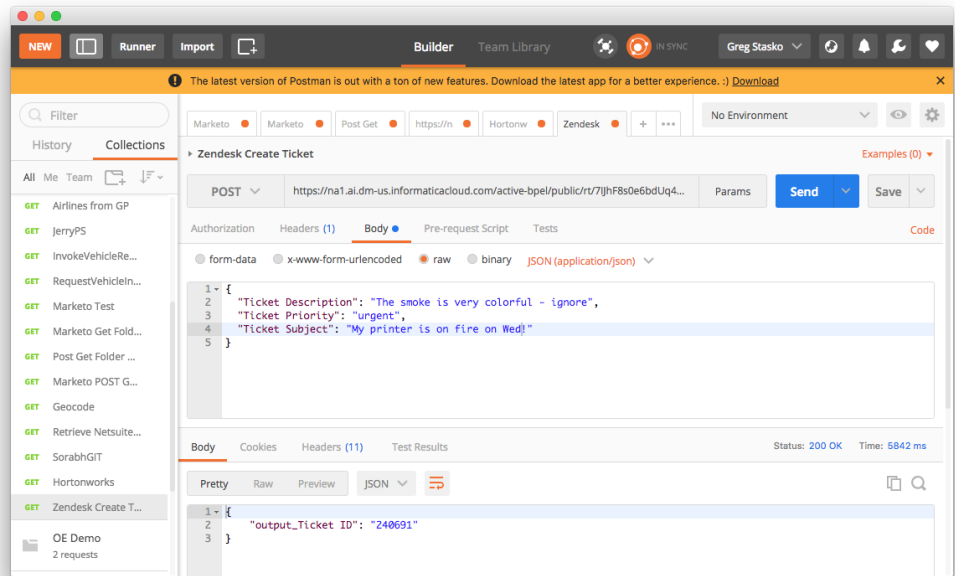 NEW Runner Import Builder Team Library IN SYNC Greg Stasko
The latest version of Postman is out with a ton of new features. Download the latest app for a better experience. :) Download
Filter
History Collections
All Me Team
GET Airlines from GP
GET JerryPS
GET InvokeVehicleRe...
GET RequestVehicleIn...
GET Marketo Test
GET Marketo Get Fold...
GET Post Get Folder ...
GET Marketo POST G...
GET Geocode
GET Retrieve Netsuite...
GET SorabhGIT
GET Hortonworks
GET Zendesk Create T...
OE Demo
2 requests
Marketo Marketo Post Get https://n Hortonw Zendesk + •••
No Environment
Zendesk Create Ticket Examples (0)
POST https://na1.ai.dm-us.informaticacloud.com/active-bpel/public/rt/7IJhF8s0e6bdUq4... Params Send Save
Authorization Headers (1) Body Pre-request Script Tests Code
form-data x-www-form-urlencoded raw binary JSON (application/json)
1 {
2 "Ticket Description": "The smoke is very colorful - ignore",
3 "Ticket Priority": "urgent",
4 "Ticket Subject": "My printer is on fire on Wed!"
5 }
Body Cookies Headers (11) Test Results Status: 200 OK Time: 5842 ms
Pretty Raw Preview JSON
1 {
2 "output_Ticket ID": "240691"
3 }